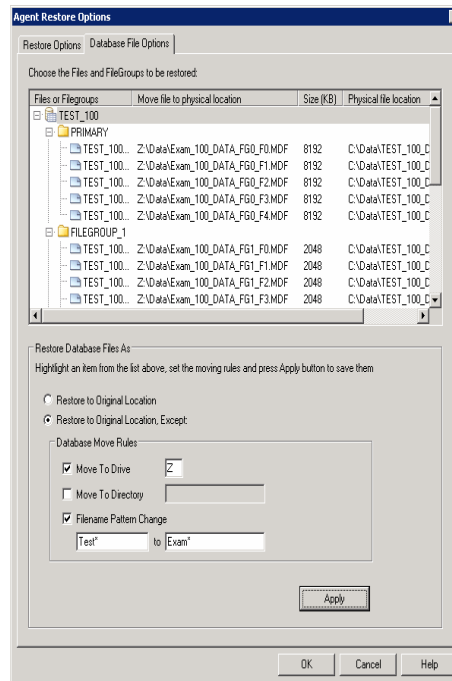 Agent Restore Options
Restore Options Database File Options
Choose the Files and FileGroups to be restored:
Files or Filegroups Move file to physical location Size (KB) Physical file location
TEST_100
PRIMARY
TEST_100... Z:\Data\Exam_100_DATA_FG0_F0.MDF 8192 C:\Data\TEST_100_D
TEST_100... Z:\Data\Exam_100_DATA_FG0_F1.MDF 8192 C:\Data\TEST_100_D
TEST_100... Z:\Data\Exam_100_DATA_FG0_F2.MDF 8192 C:\Data\TEST_100_D
TEST_100... Z:\Data\Exam_100_DATA_FG0_F3.MDF 8192 C:\Data\TEST_100_D
TEST_100... Z:\Data\Exam_100_DATA_FG0_F4.MDF 8192 C:\Data\TEST_100_D
FILEGROUP_1
TEST_100... Z:\Data\Exam_100_DATA_FG1_F0.MDF 2048 C:\Data\TEST_100_D
TEST_100... Z:\Data\Exam_100_DATA_FG1_F1.MDF 2048 C:\Data\TEST_100_D
TEST_100... Z:\Data\Exam_100_DATA_FG1_F2.MDF 2048 C:\Data\TEST_100_D
TEST_100... Z:\Data\Exam_100_DATA_FG1_F3.MDF 2048 C:\Data\TEST_100_D
Restore Database Files As
Highlight an item from the list above, set the moving rules and press Apply button to save them
Restore to Original Location
Restore to Original Location, Except:
Database Move Rules
Move To Drive Z
Move To Directory
Filename Pattern Change
Test* to Exam*
Apply
OK Cancel Help